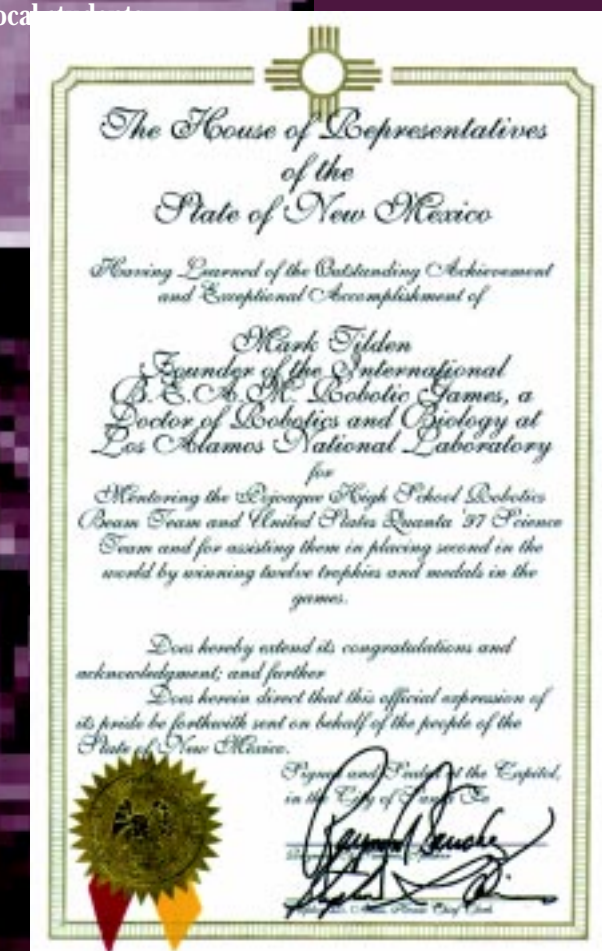 local students
The House of Representatives
of the
State of New Mexico
Having Learned of the Outstanding Achievement
and Exceptional Accomplishment of
Mark Tilden
Founder of the International
B.E.A.M. Robotic Games, a
Doctor of Robotics and Biology at
Los Alamos National Laboratory
for
Mentoring the Pojoaque High School Robotics
Beam Team and United States Quanta '97 Science
Team and for assisting them in placing second in the
world by winning twelve trophies and medals in the
games.
Does hereby extend its congratulations and
acknowledgment; and further
Does herein direct that this official expression of
its pride be forthwith sent on behalf of the people of the
State of New Mexico.
Signed and Sealed at the Capitol,
in the City of Santa Fe
Chief Clerk